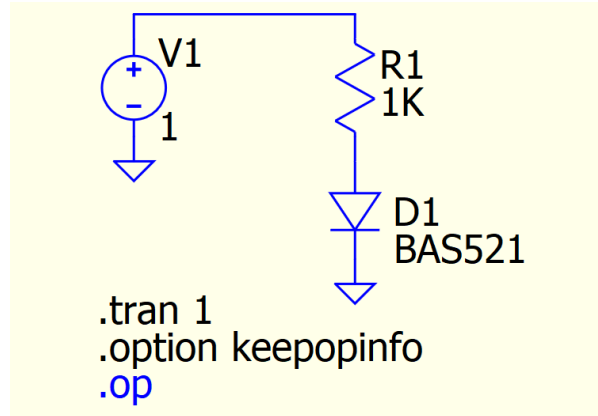 V1
+
−
1
R1
1K
D1
BAS521
.tran 1
.option keepopinfo
.op